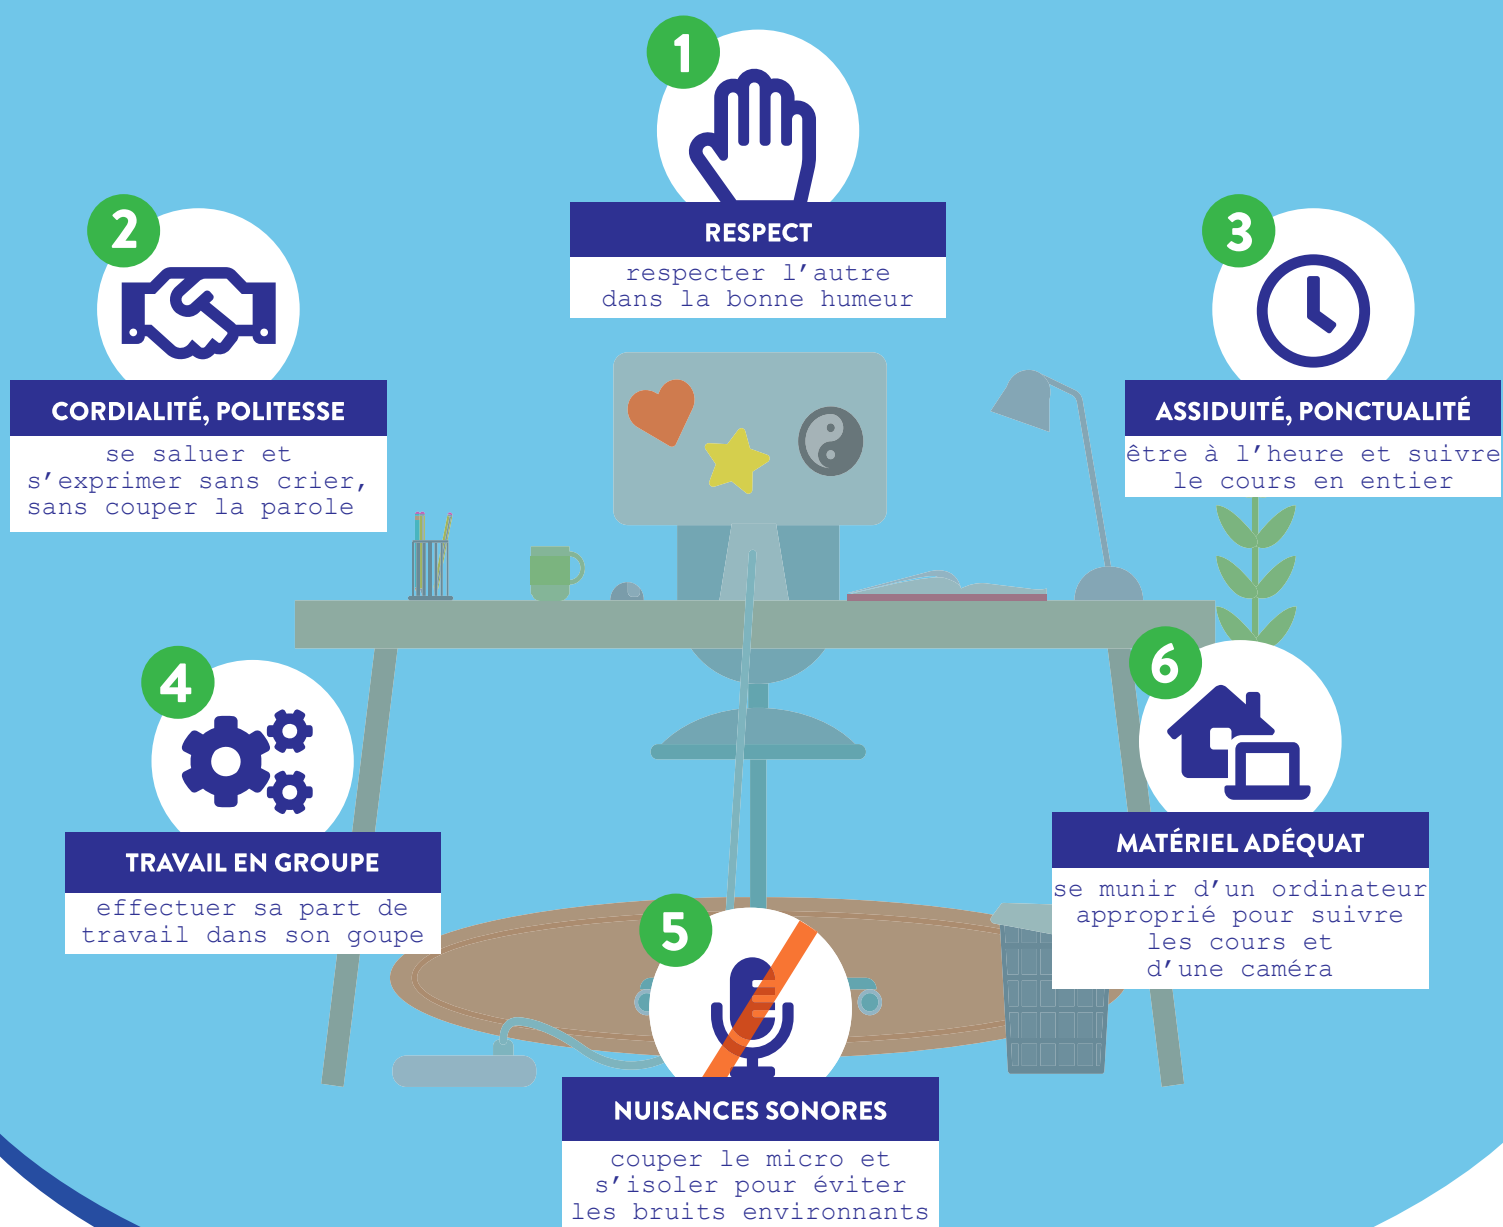 1
RESPECT
respecter l'autre
dans la bonne humeur
2
CORDIALITÉ, POLITESSE
se saluer et
s'exprimer sans crier,
sans couper la parole
3
ASSIDUITÉ, PONCTUALITÉ
être à l'heure et suivre
le cours en entier
4
TRAVAIL EN GROUPE
effectuer sa part de
travail dans son goupe
5
NUISANCES SONORES
couper le micro et
s'isoler pour éviter
les bruits environnants
6
MATÉRIEL ADÉQUAT
se munir d'un ordinateur
approprié pour suivre
les cours et
d'une caméra